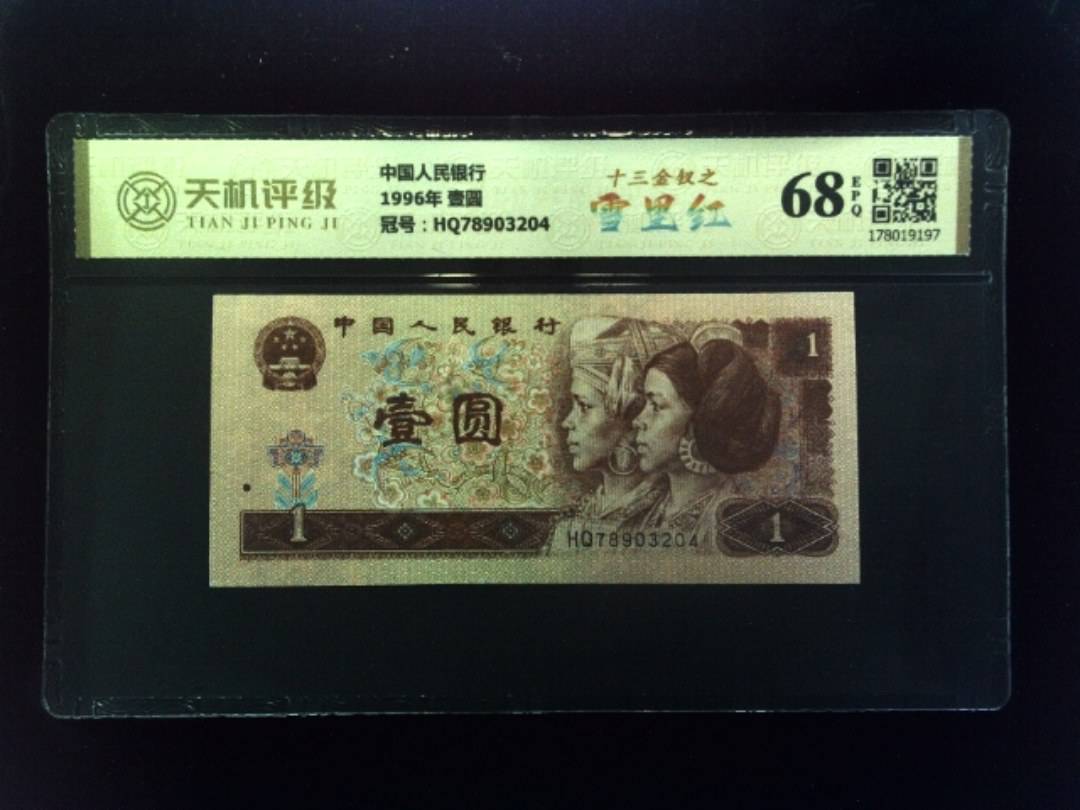 天机评级
TIAN JI PING JI
中国人民银行
1996年 壹圆
冠号：HQ78903204
十三金钗之
雪里红
68
EPQ
178019197
中国人民银行
1
壹圆
1
HQ78903204
1